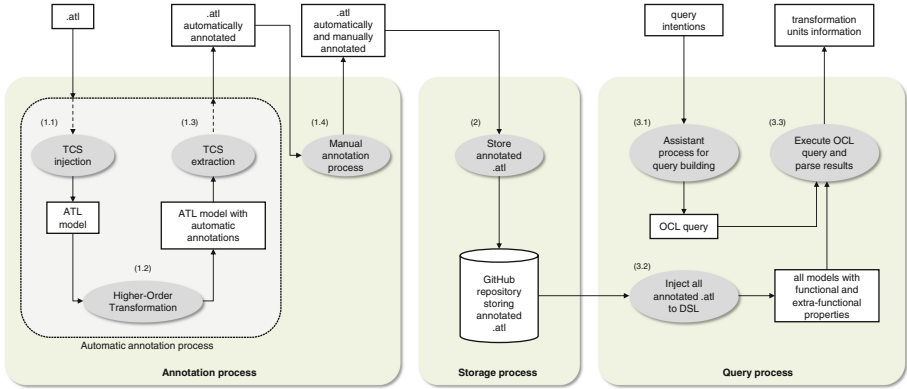 .atl
.atl
automatically
annotated
.atl
automatically
and manually
annotated
query
intentions
transformation
units information
(1.1)
TCS
injection
(1.3)
TCS
extraction
(1.4)
Manual
annotation
process
(2)
Store
annotated
.atl
(3.1)
Assistant
process for
query building
(3.3)
Execute OCL
query and
parse results
ATL
model
ATL model with
automatic
annotations
OCL query
(1.2)
Higher-Order
Transformation
GitHub
repository
storing
annotated
.atl
(3.2)
Inject all
annotated .atl
to DSL
all models with
functional and
extra-functional
properties
Automatic annotation process
Annotation process
Storage process
Query process